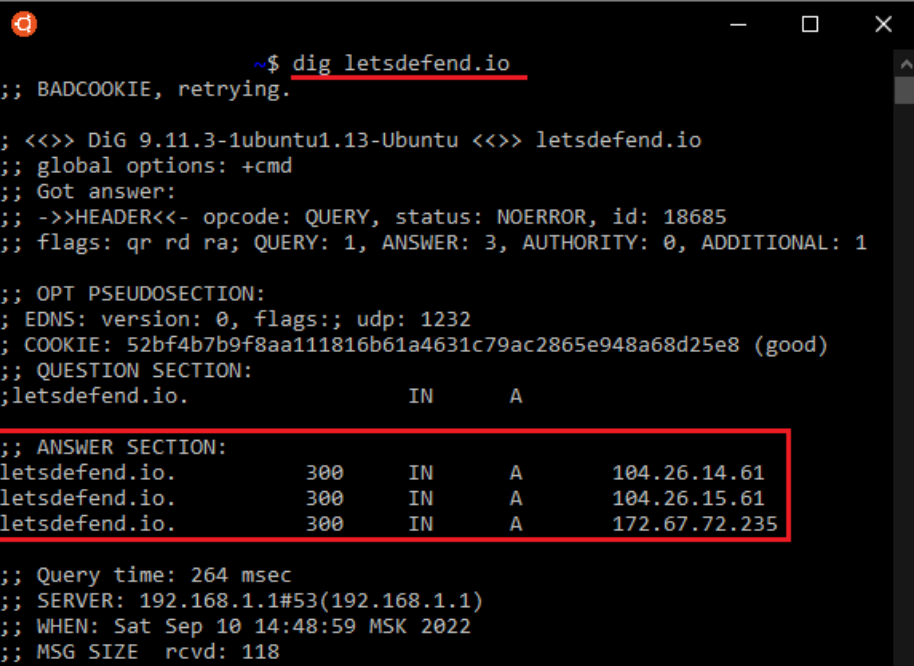 ~$ dig letsdefend.io
;; BADCOOKIE, retrying.
; <<>> DiG 9.11.3-1ubuntu1.13-Ubuntu <<>> letsdefend.io
;; global options: +cmd
;; Got answer:
;; ->>HEADER<<- opcode: QUERY, status: NOERROR, id: 18685
;; flags: qr rd ra; QUERY: 1, ANSWER: 3, AUTHORITY: 0, ADDITIONAL: 1
;; OPT PSEUDOSECTION:
; EDNS: version: 0, flags:; udp: 1232
; COOKIE: 52bf4b7b9f8aa111816b61a4631c79ac2865e948a68d25e8 (good)
;; QUESTION SECTION:
;letsdefend.io. IN A
;; ANSWER SECTION:
letsdefend.io. 300 IN A 104.26.14.61
letsdefend.io. 300 IN A 104.26.15.61
letsdefend.io. 300 IN A 172.67.72.235
;; Query time: 264 msec
;; SERVER: 192.168.1.1#53(192.168.1.1)
;; WHEN: Sat Sep 10 14:48:59 MSK 2022
;; MSG SIZE rcvd: 118